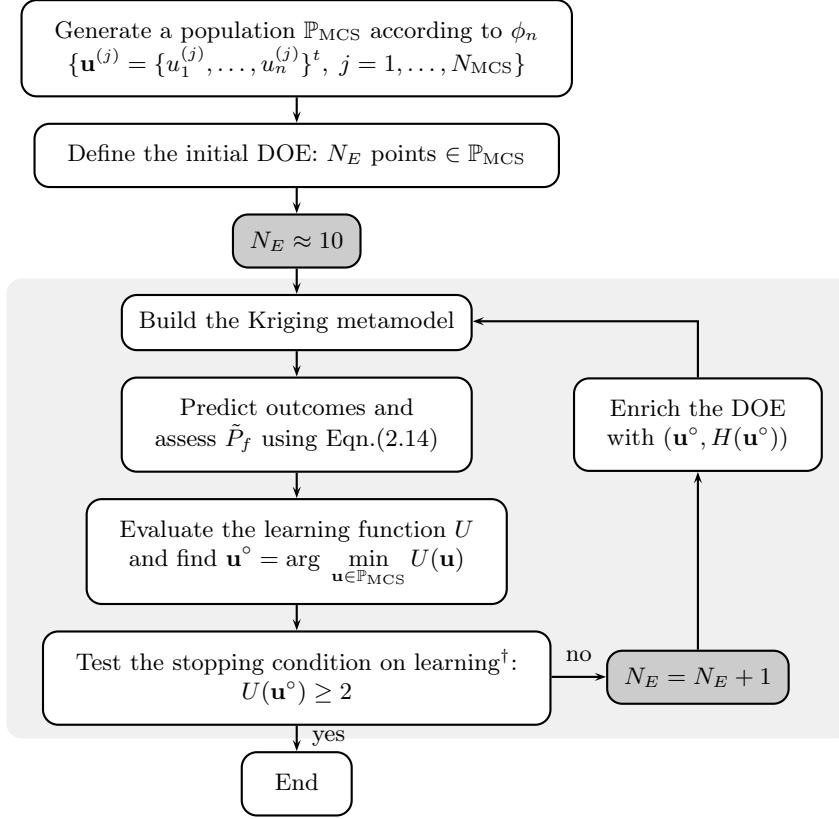 Generate a population ℙ_MCS according to ϕ_n
{𝐮^(j) = {u_1^(j), …, u_n^(j)}^t, j = 1, …, N_MCS}
Define the initial DOE: N_E points ∈ ℙ_MCS
N_E ≈ 10
Build the Kriging metamodel
Predict outcomes and
assess P̃_f using Eqn.(2.14)
Enrich the DOE
with (𝐮°, H(𝐮°))
Evaluate the learning function U
and find 𝐮° = arg min_{𝐮∈ℙ_MCS} U(𝐮)
Test the stopping condition on learning†:
U(𝐮°) ≥ 2
no
N_E = N_E + 1
yes
End